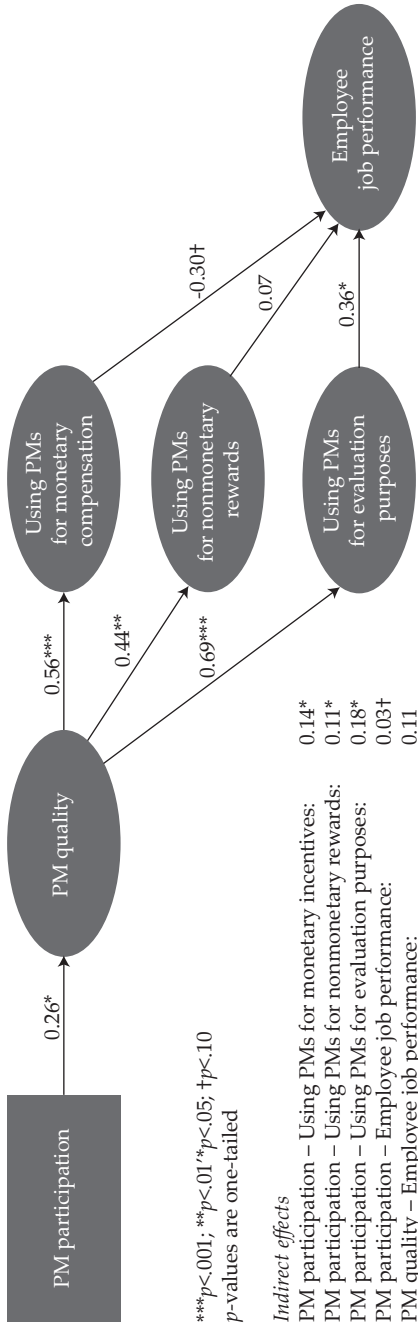 PM participation
0.26*
PM quality
0.56***
0.44**
0.69***
Using PMs
for monetary
compensation
Using PMs
for nonmonetary
rewards
Using PMs
for evaluation
purposes
-0.30†
0.07
0.36*
Employee
job performance
***p<.001; **p<.01′*p<.05; †p<.10
p-values are one-tailed
Indirect effects
PM participation – Using PMs for monetary incentives: 0.14*
PM participation – Using PMs for nonmonetary rewards: 0.11*
PM participation – Using PMs for evaluation purposes: 0.18*
PM participation – Employee job performance: 0.03†
PM quality – Employee job performance: 0.11